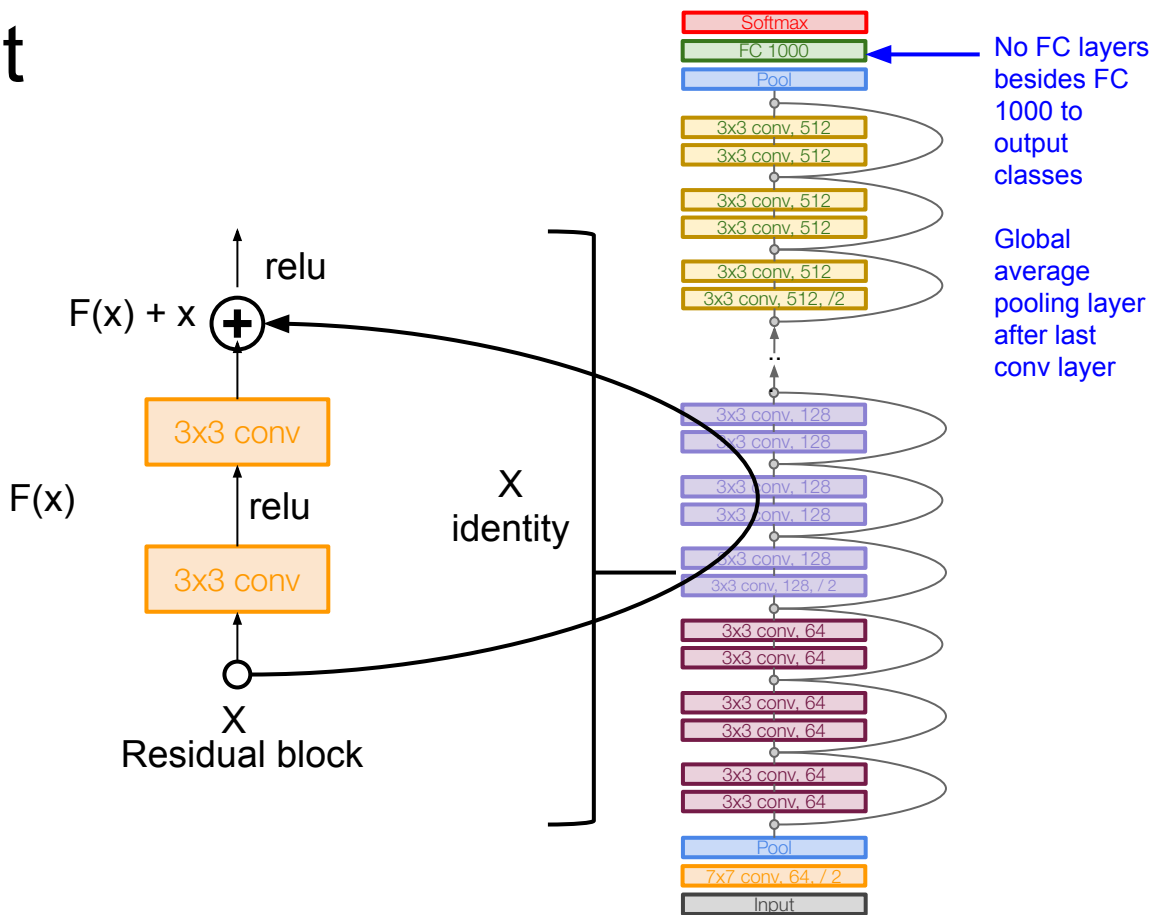 t
relu
F(x) + x
3x3 conv
F(x)
relu
3x3 conv
X
Residual block
X
identity
Softmax
FC 1000
Pool
3x3 conv, 512
3x3 conv, 512
3x3 conv, 512
3x3 conv, 512
3x3 conv, 512
3x3 conv, 512, /2
..
3x3 conv, 128
3x3 conv, 128
3x3 conv, 128
3x3 conv, 128
3x3 conv, 128
3x3 conv, 128, / 2
3x3 conv, 64
3x3 conv, 64
3x3 conv, 64
3x3 conv, 64
3x3 conv, 64
3x3 conv, 64
Pool
7x7 conv, 64, / 2
Input
No FC layers
besides FC
1000 to
output
classes
Global
average
pooling layer
after last
conv layer